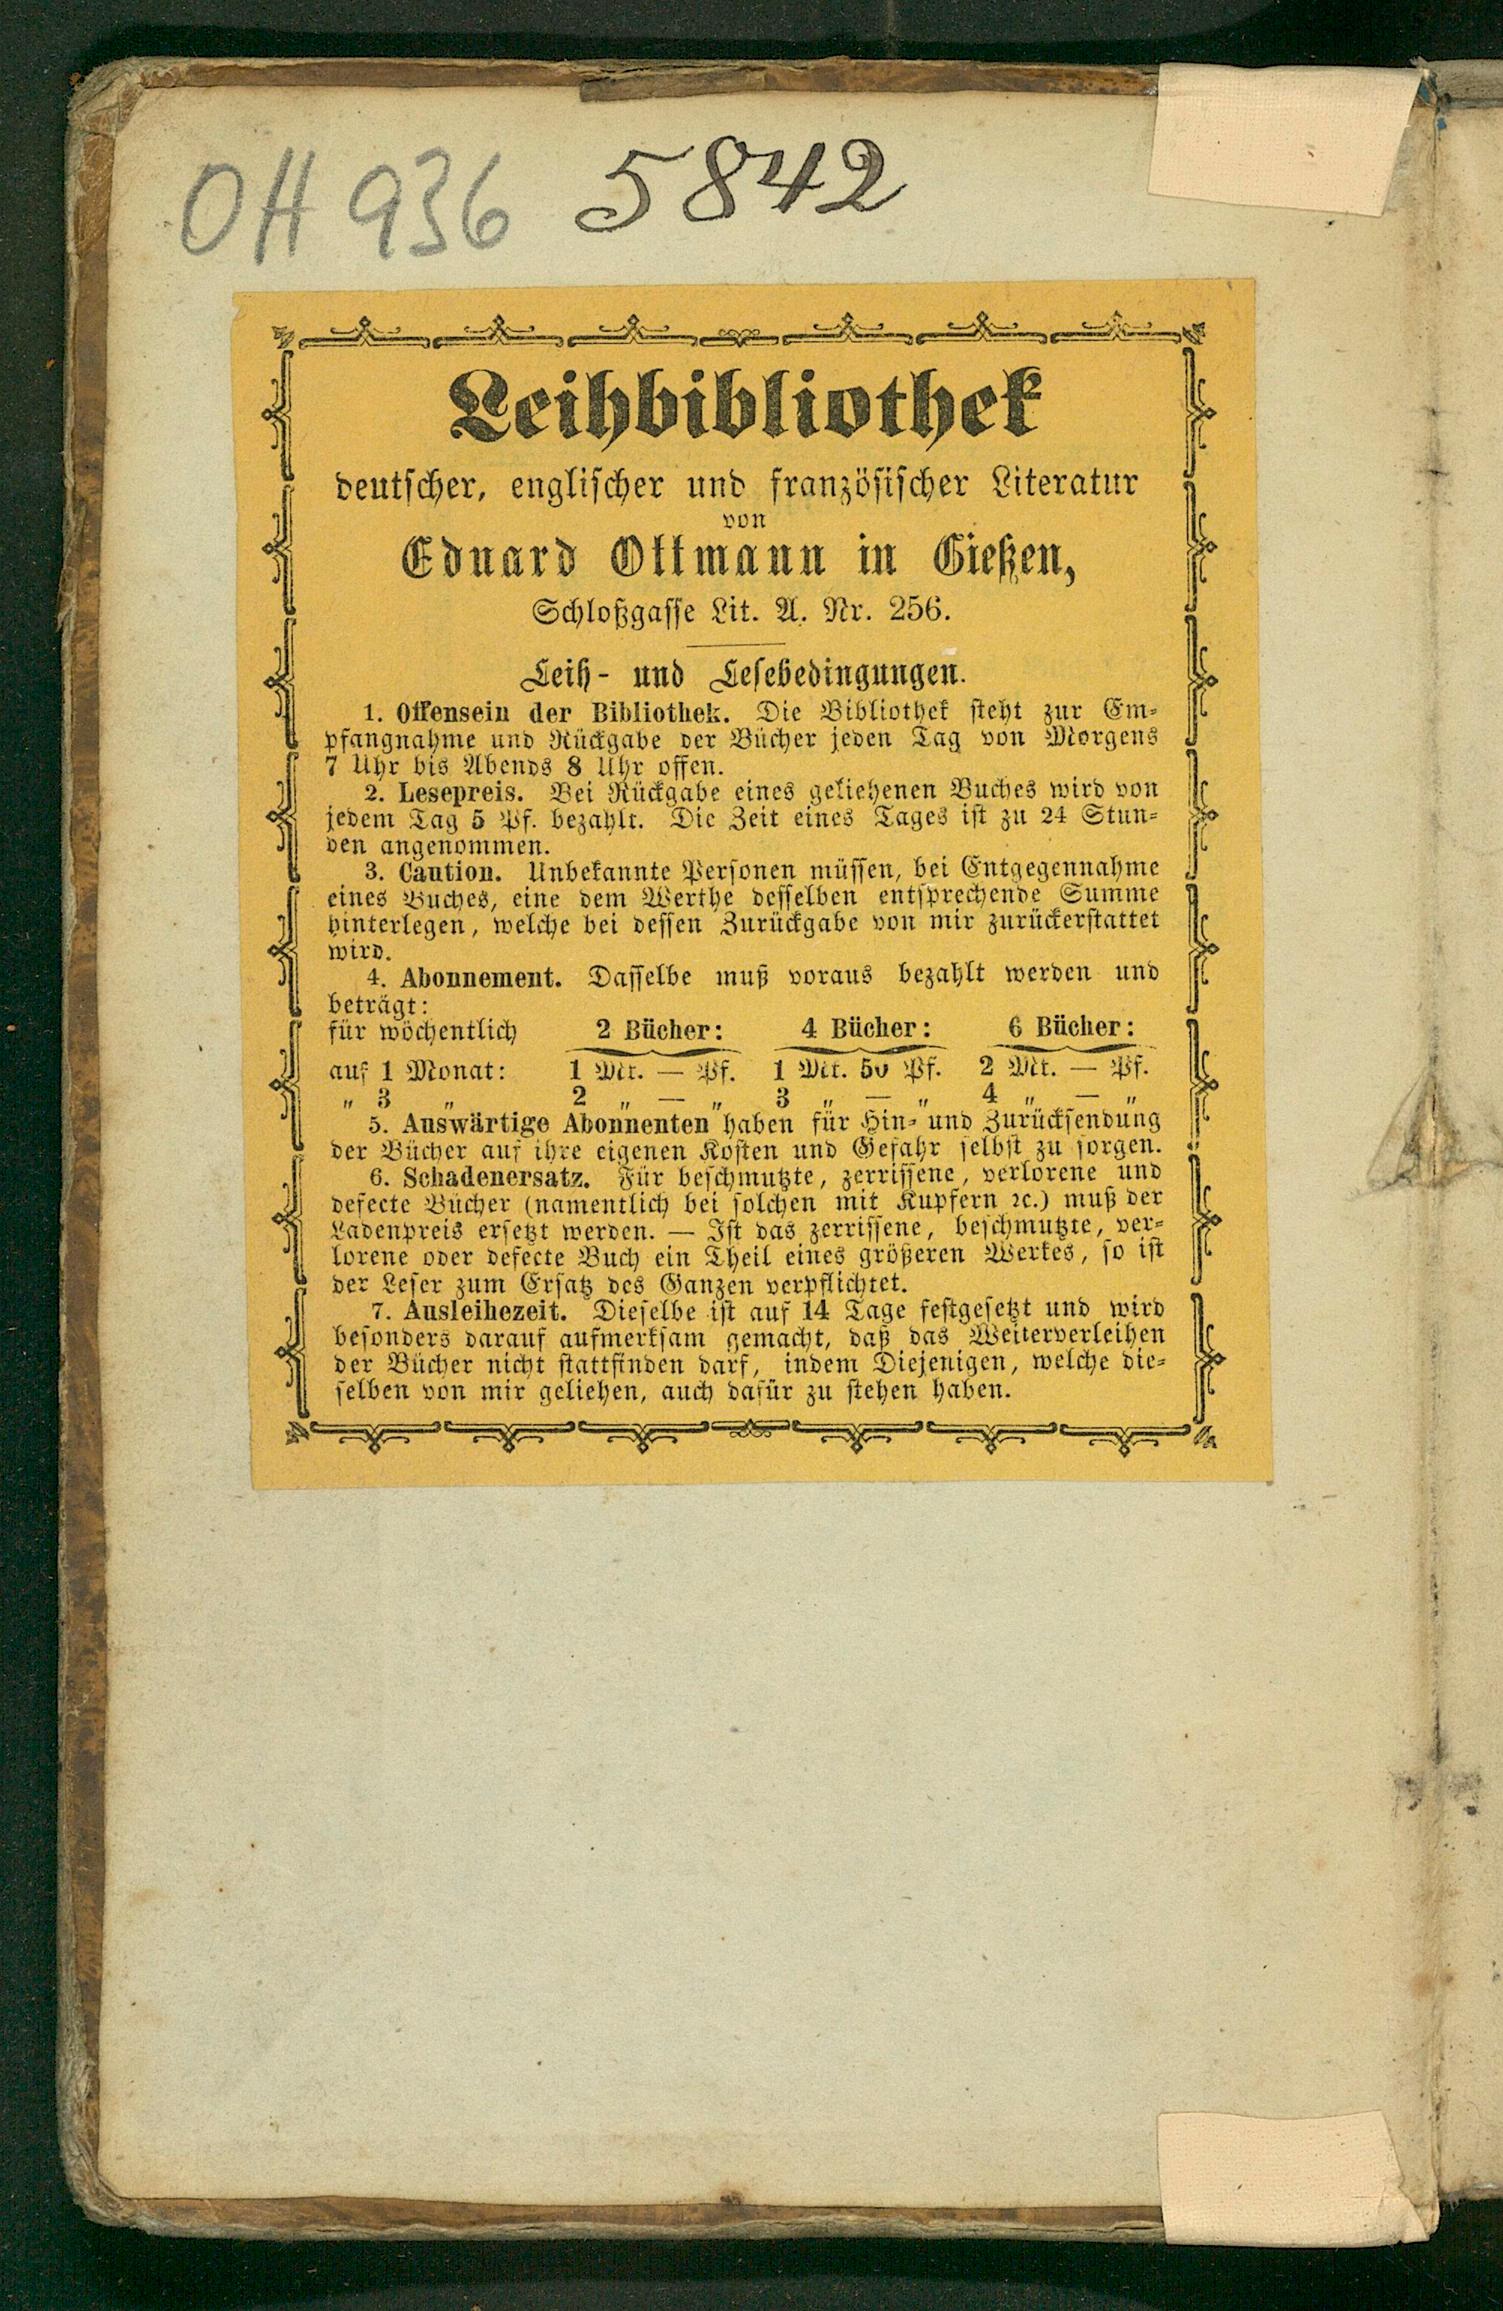 OH 936 5842
Leihbibliothek
deutscher, englischer und französischer Literatur
von
Eduard Ottmann in Gießen,
Schloßgasse Lit. A. Nr. 256.
Leih- und Lesebedingungen.
1. Offensein der Bibliothek. Die Bibliothek steht zur Em-
pfangnahme und Rückgabe der Bücher jeden Tag von Morgens
7 Uhr bis Abends 8 Uhr offen.
2. Lesepreis. Bei Rückgabe eines geliehenen Buches wird von
jedem Tag 5 Pf. bezahlt. Die Zeit eines Tages ist zu 24 Stun-
den angenommen.
3. Caution. Unbekannte Personen müssen, bei Entgegennahme
eines Buches, eine dem Werthe desselben entsprechende Summe
hinterlegen, welche bei dessen Zurückgabe von mir zurückerstattet
wird.
4. Abonnement. Dasselbe muß voraus bezahlt werden und
beträgt:
für wöchentlich 2 Bücher: 4 Bücher: 6 Bücher:
auf 1 Monat: 1 Mk. — Pf. 1 Mk. 50 Pf. 2 Mk. — Pf.
„ 3 „ 2 „ — „ 3 „ — „ 4 „ — „
5. Auswärtige Abonnenten haben für Hin- und Zurücksendung
der Bücher auf ihre eigenen Kosten und Gefahr selbst zu sorgen.
6. Schadenersatz. Für beschmutzte, zerrissene, verlorene und
defecte Bücher (namentlich bei solchen mit Kupfern ꝛc.) muß der
Ladenpreis ersetzt werden. — Ist das zerrissene, beschmutzte, ver-
lorene oder defecte Buch ein Theil eines größeren Werkes, so ist
der Leser zum Ersatz des Ganzen verpflichtet.
7. Ausleihezeit. Dieselbe ist auf 14 Tage festgesetzt und wird
besonders darauf aufmerksam gemacht, daß das Weiterverleihen
der Bücher nicht stattfinden darf, indem Diejenigen, welche die-
selben von mir geliehen, auch dafür zu stehen haben.